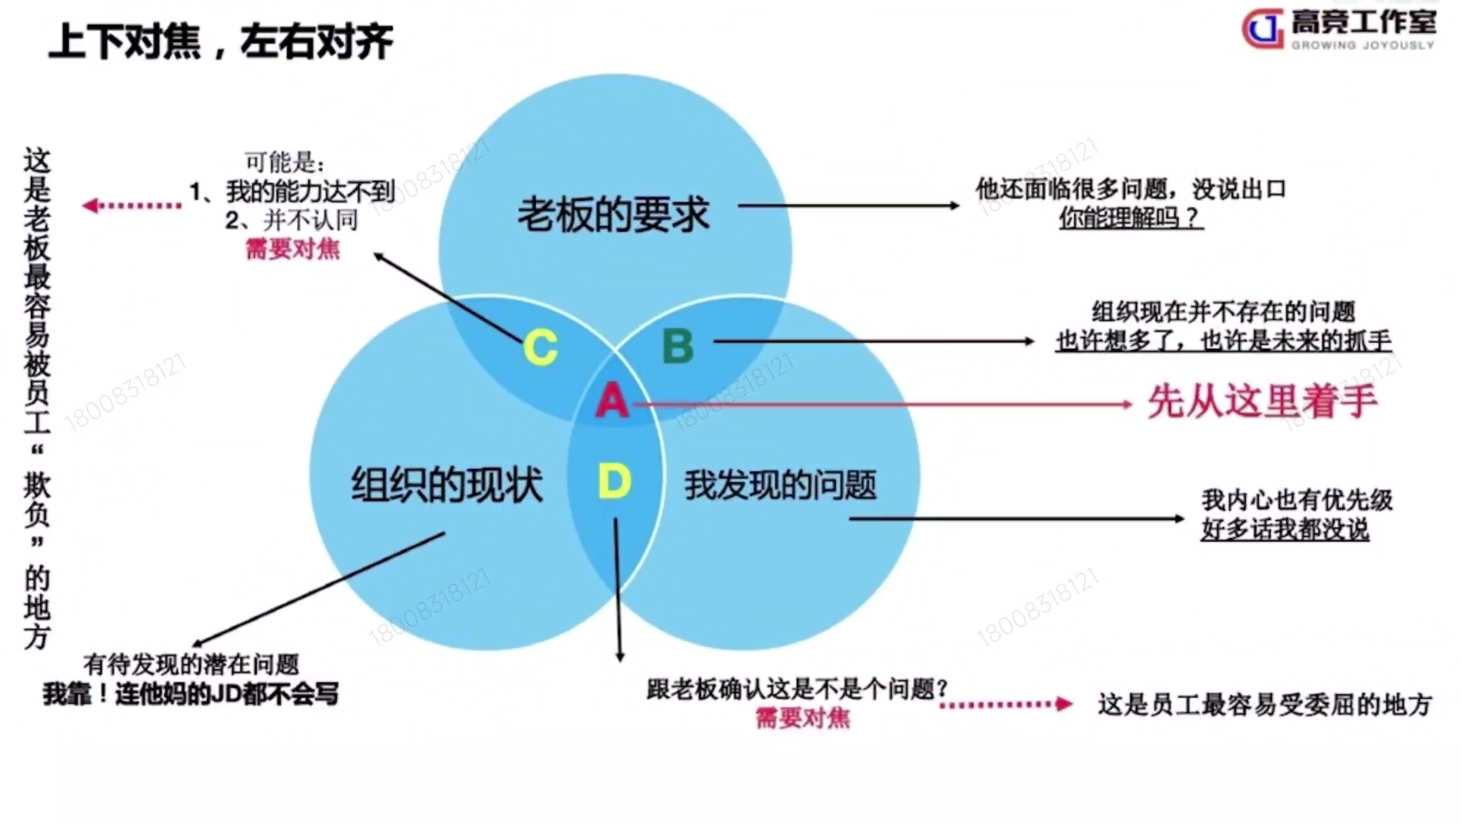 上下对焦，左右对齐
高竞工作室
GROWING JOYOUSLY
这是老板最容易被员工“欺负”的地方
可能是：
1、我的能力达不到
2、并不认同
需要对焦
老板的要求
他还面临很多问题，没说出口
你能理解吗？
C
B
组织现在并不存在的问题
也许想多了，也许是未来的抓手
A
先从这里着手
组织的现状
D
我发现的问题
我内心也有优先级
好多话我都没说
有待发现的潜在问题
我靠！连他妈的JD都不会写
跟老板确认这是不是个问题？
需要对焦
这是员工最容易受委屈的地方
18008318121
18008318121
18008318121
18008318121
18008318121
18008318121
18008318121